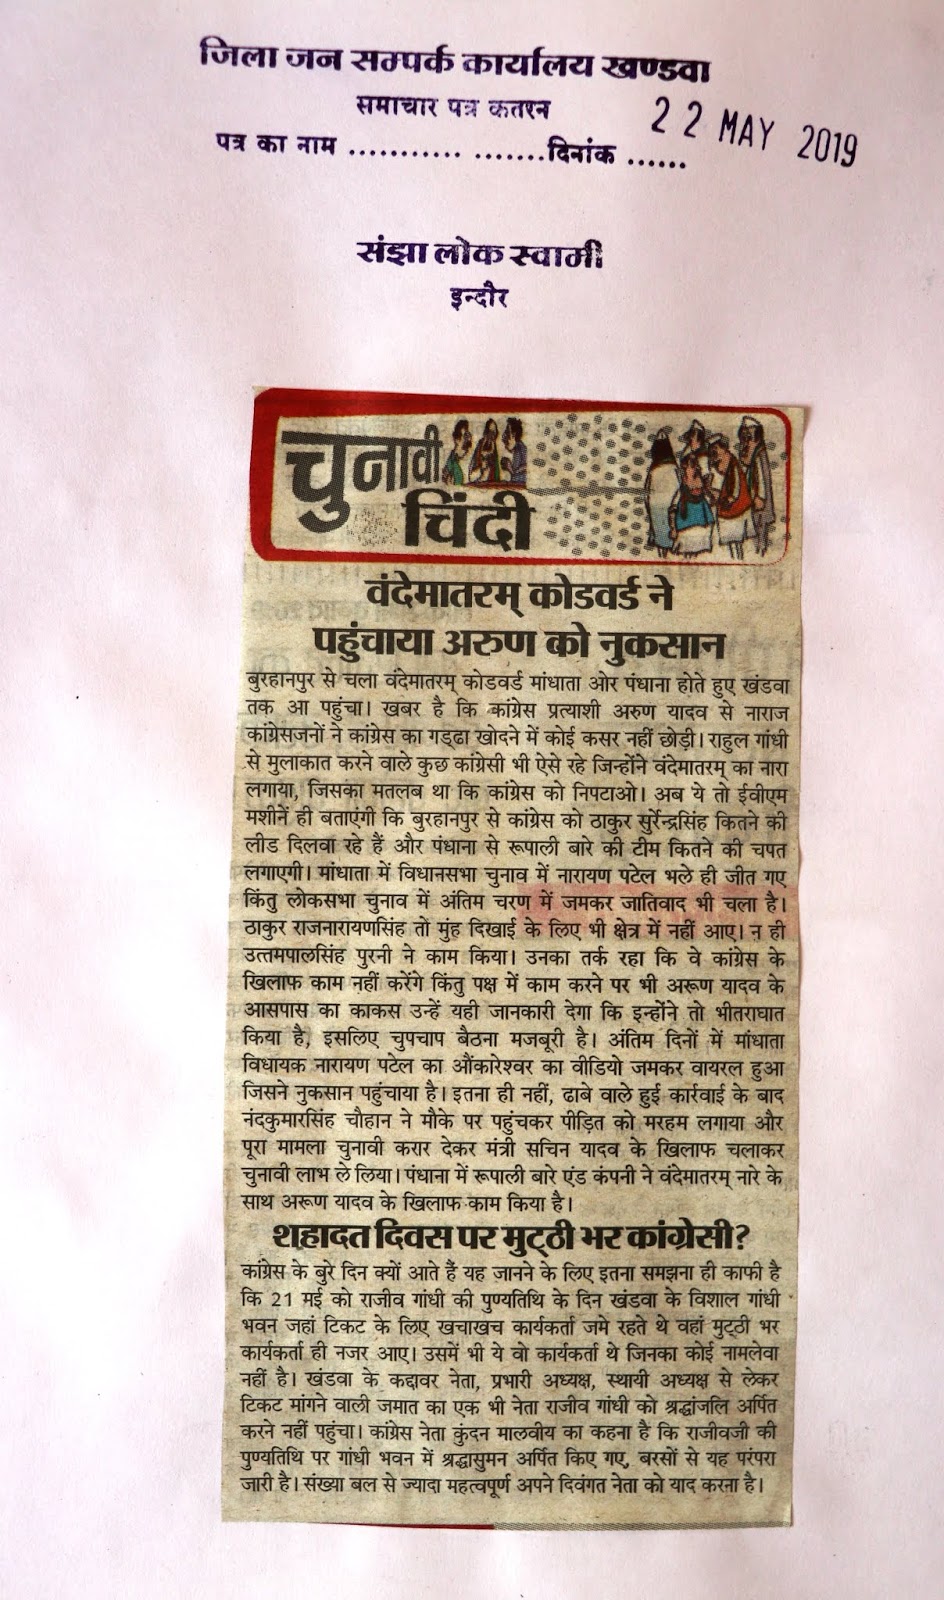 जिला जन सम्पर्क कार्यालय खण्डवा
समाचार पत्र कतरन
22 MAY 2019
पत्र का नाम ........... .......दिनांक ......
संझा लोक स्वामी
इन्दौर
चुनावी
चिंदी
वंदेमातरम् कोडवर्ड ने
पहुंचाया अरुण को नुकसान
बुरहानपुर से चला वंदेमातरम् कोडवर्ड मांधाता ओर पंधाना होते हुए खंडवा
तक आ पहुंचा। खबर है कि कांग्रेस प्रत्याशी अरुण यादव से नाराज
कांग्रेसजनों ने कांग्रेस का गड्ढा खोदने में कोई कसर नहीं छोड़ी। राहुल गांधी
से मुलाकात करने वाले कुछ कांग्रेसी भी ऐसे रहे जिन्होंने वंदेमातरम् का नारा
लगाया, जिसका मतलब था कि कांग्रेस को निपटाओ। अब ये तो ईवीएम
मशीनें ही बताएंगी कि बुरहानपुर से कांग्रेस को ठाकुर सुर्रेन्द्रसिंह कितने की
लीड दिलवा रहे हैं और पंधाना से रूपाली बारे की टीम कितने की चपत
लगाएगी। मांधाता में विधानसभा चुनाव में नारायण पटेल भले ही जीत गए
किंतु लोकसभा चुनाव में अंतिम चरण में जमकर जातिवाद भी चला है।
ठाकुर राजनारायणसिंह तो मुंह दिखाई के लिए भी क्षेत्र में नहीं आए। न ही
उत्तमपालसिंह पुरनी ने काम किया। उनका तर्क रहा कि वे कांग्रेस के
खिलाफ काम नहीं करेंगे किंतु पक्ष में काम करने पर भी अरूण यादव के
आसपास का काकस उन्हें यही जानकारी देगा कि इन्होंने तो भीतराघात
किया है, इसलिए चुपचाप बैठना मजबूरी है। अंतिम दिनों में मांधाता
विधायक नारायण पटेल का औंकारेश्वर का वीडियो जमकर वायरल हुआ
जिसने नुकसान पहुंचाया है। इतना ही नहीं, ढाबे वाले हुई कार्रवाई के बाद
नंदकुमारसिंह चौहान ने मौके पर पहुंचकर पीड़ित को मरहम लगाया और
पूरा मामला चुनावी करार देकर मंत्री सचिन यादव के खिलाफ चलाकर
चुनावी लाभ ले लिया। पंधाना में रूपाली बारे एंड कंपनी ने वंदेमातरम् नारे के
साथ अरूण यादव के खिलाफ काम किया है।
शहादत दिवस पर मुट्ठी भर कांग्रेसी?
कांग्रेस के बुरे दिन क्यों आते हैं यह जानने के लिए इतना समझना ही काफी है
कि 21 मई को राजीव गांधी की पुण्यतिथि के दिन खंडवा के विशाल गांधी
भवन जहां टिकट के लिए खचाखच कार्यकर्ता जमे रहते थे वहां मुट्ठी भर
कार्यकर्ता ही नजर आए। उसमें भी ये वो कार्यकर्ता थे जिनका कोई नामलेवा
नहीं है। खंडवा के कद्दावर नेता, प्रभारी अध्यक्ष, स्थायी अध्यक्ष से लेकर
टिकट मांगने वाली जमात का एक भी नेता राजीव गांधी को श्रद्धांजलि अर्पित
करने नहीं पहुंचा। कांग्रेस नेता कुंदन मालवीय का कहना है कि राजीवजी की
पुण्यतिथि पर गांधी भवन में श्रद्धासुमन अर्पित किए गए, बरसों से यह परंपरा
जारी है। संख्या बल से ज्यादा महत्वपूर्ण अपने दिवंगत नेता को याद करना है।